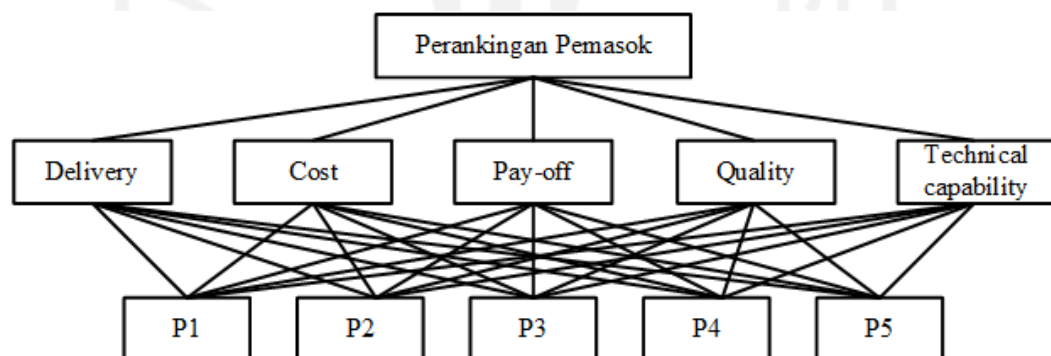 Perankingan Pemasok
Delivery
Cost
Pay-off
Quality
Technical
capability
P1
P2
P3
P4
P5